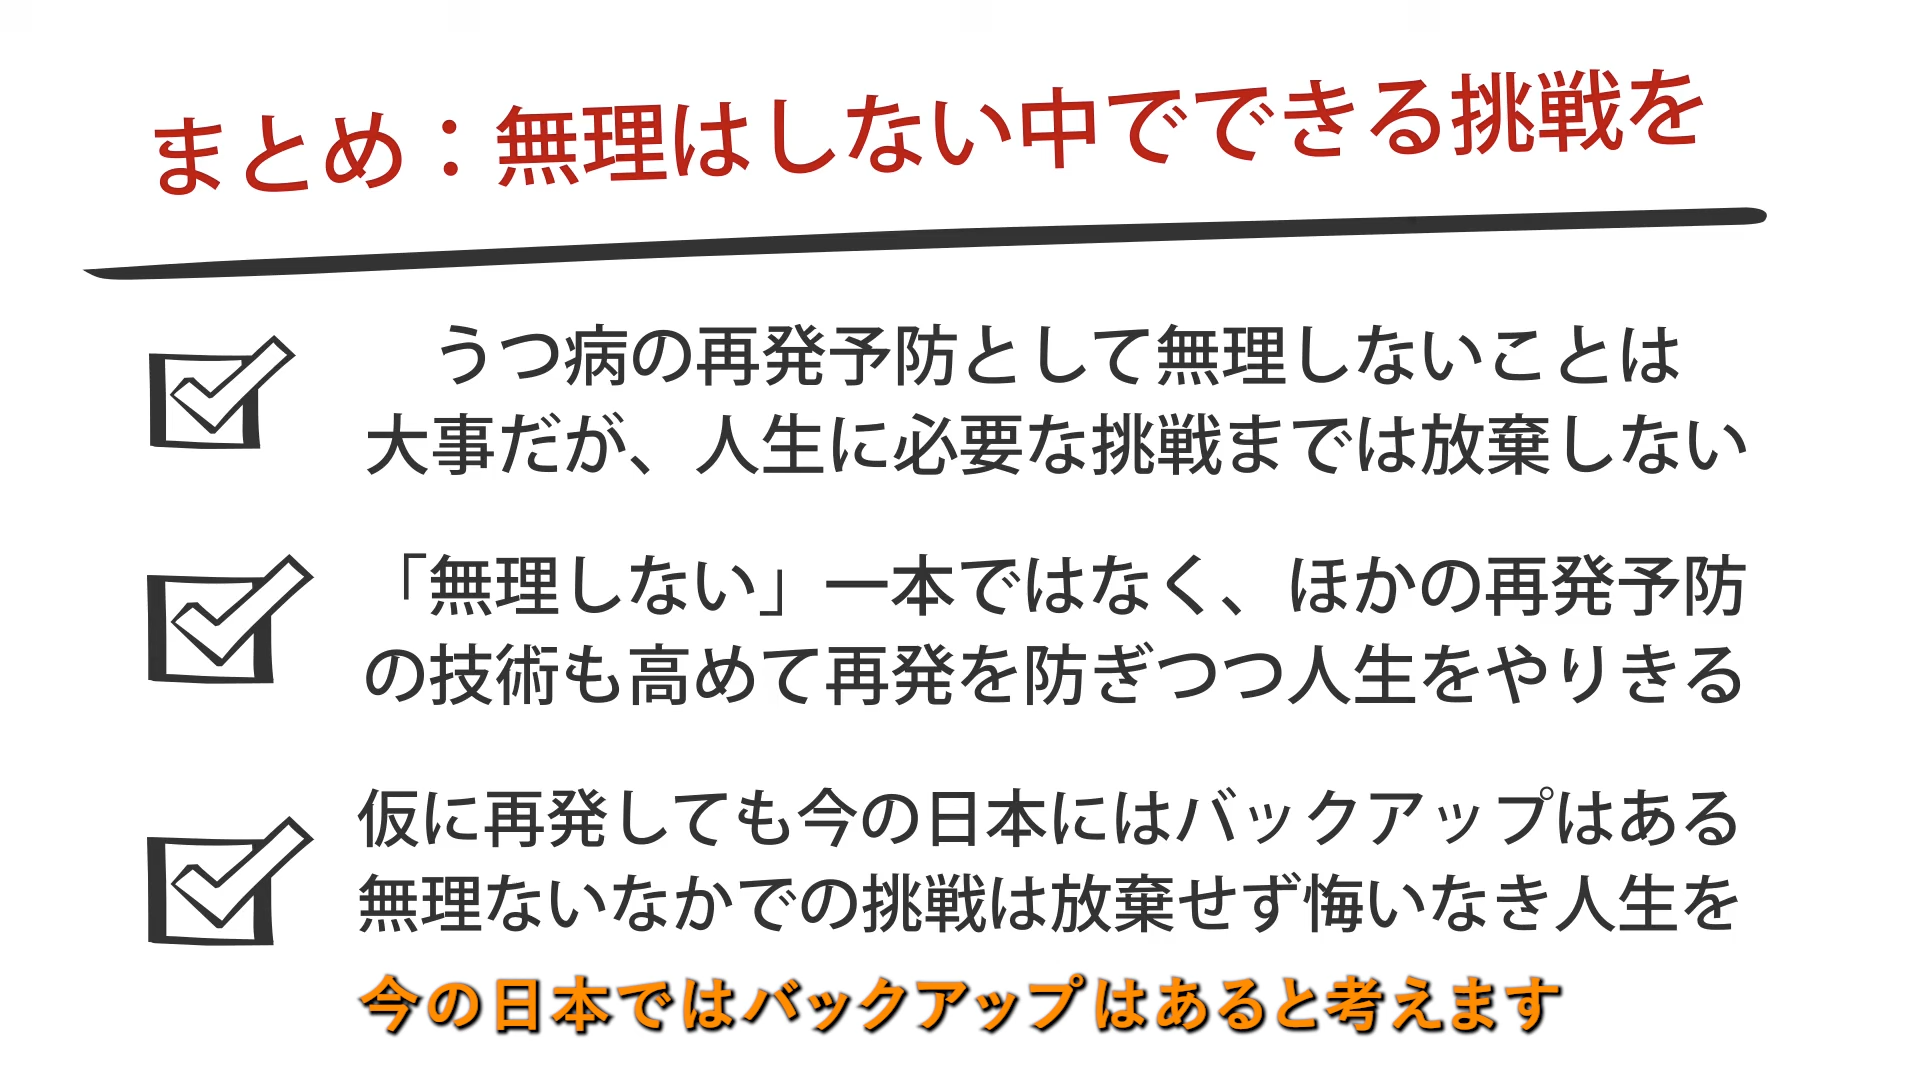 まとめ：無理はしない中でできる挑戦を
うつ病の再発予防として無理しないことは
大事だが、人生に必要な挑戦までは放棄しない
「無理しない」一本ではなく、ほかの再発予防
の技術も高めて再発を防ぎつつ人生をやりきる
仮に再発しても今の日本にはバックアップはある
無理ないなかでの挑戦は放棄せず悔いなき人生を
今の日本ではバックアップはあると考えます